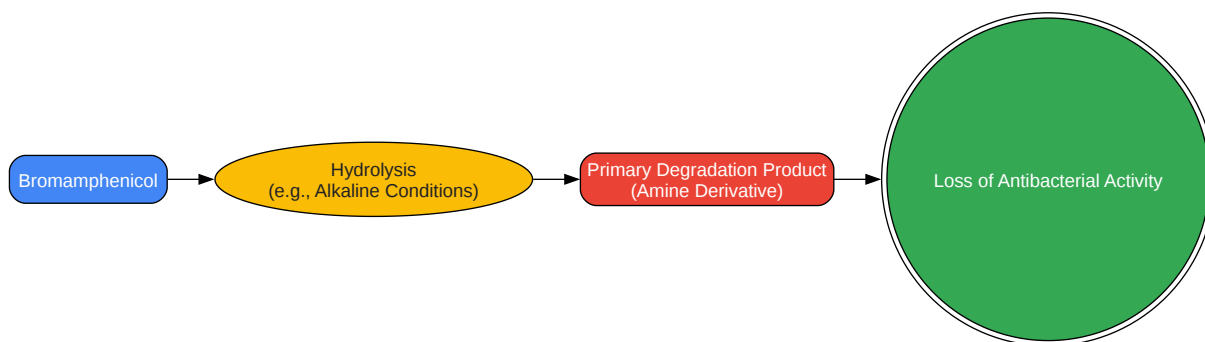 Bromamphenicol
Hydrolysis
(e.g., Alkaline Conditions)
Primary Degradation Product
(Amine Derivative)
Loss of Antibacterial Activity